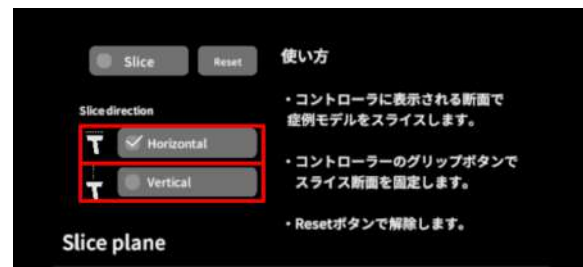 Slice
Reset
Slice direction
Horizontal
Vertical
Slice plane
使い方
・コントローラに表示される断面で
症例モデルをスライスします。
・コントローラーのグリップボタンで
スライス断面を固定します。
・Resetボタンで解除します。